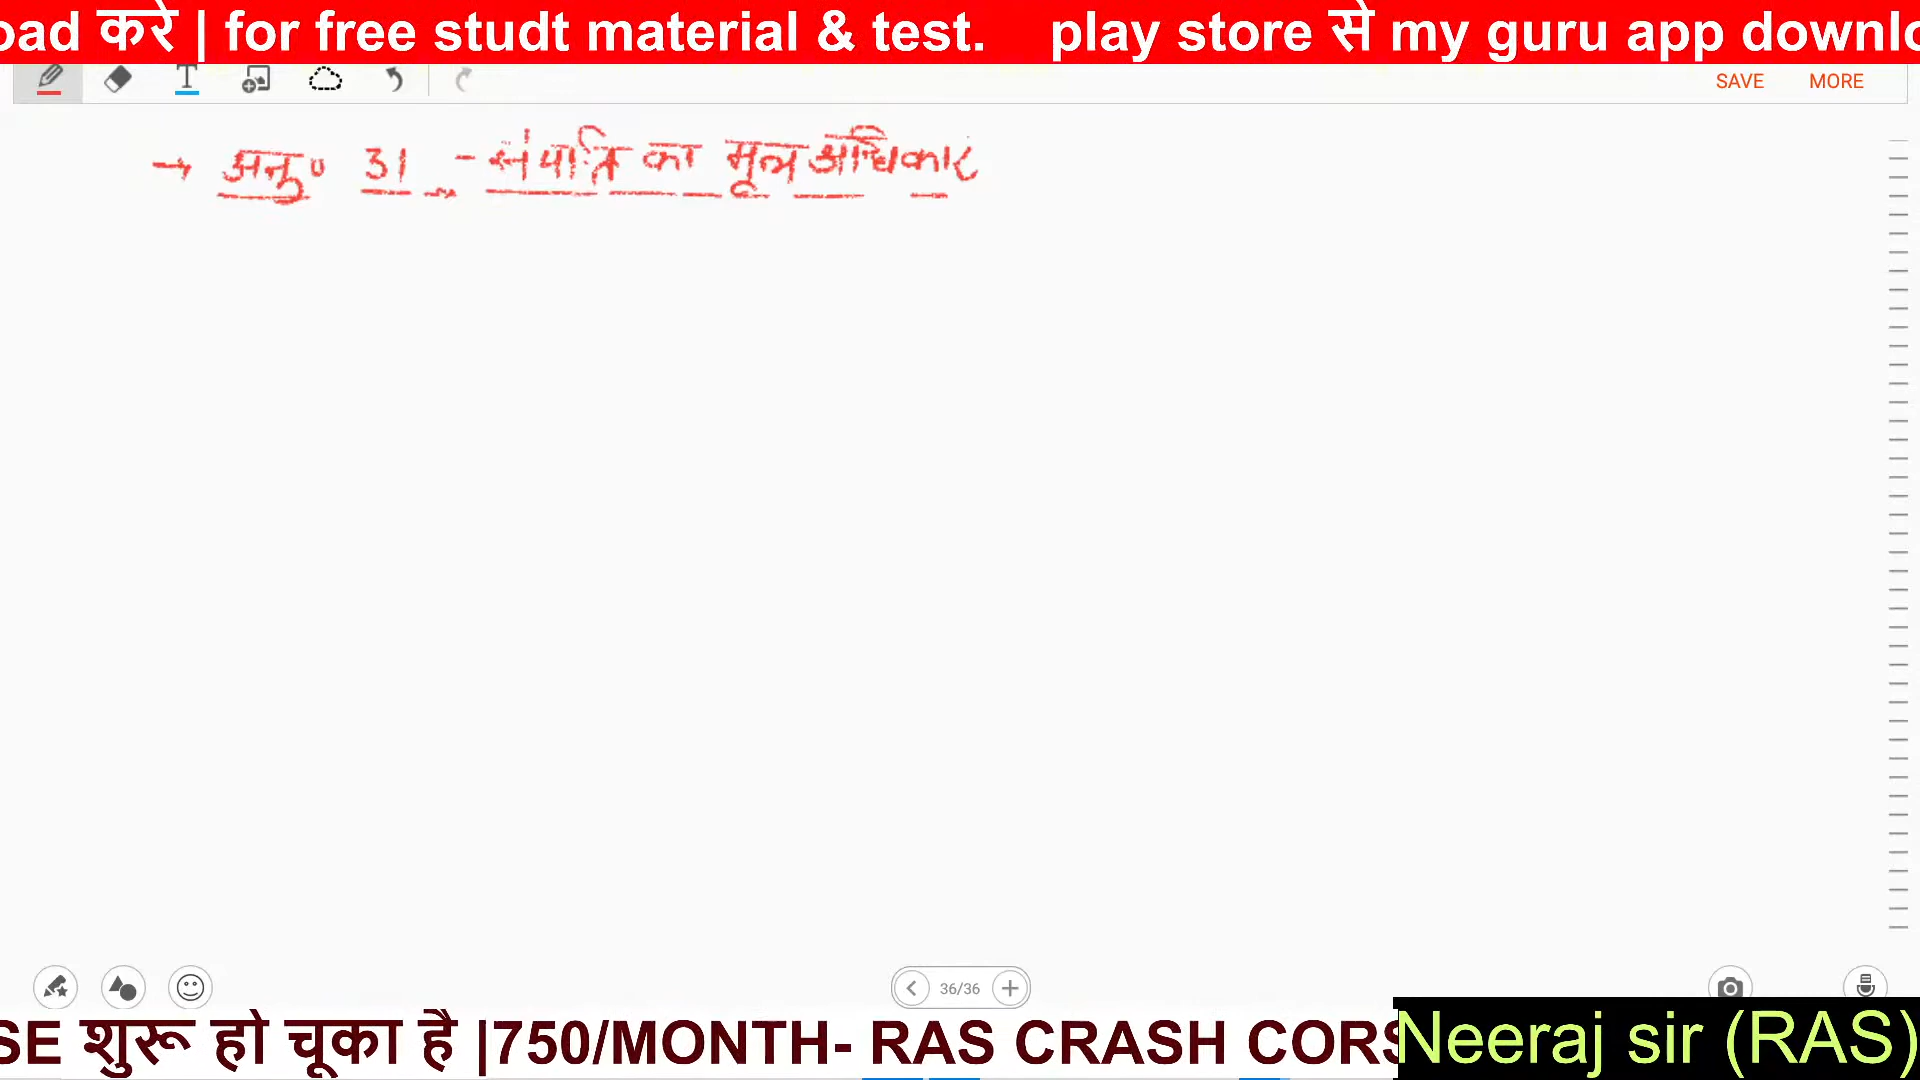 oad करे | for free studt material & test. play store से my guru app downlo
T
SAVE MORE
→ अनु० 31 - संपत्ति का मूल अधिकार
36/36
SE शुरू हो चूका है |750/MONTH- RAS CRASH CORS
Neeraj sir (RAS)